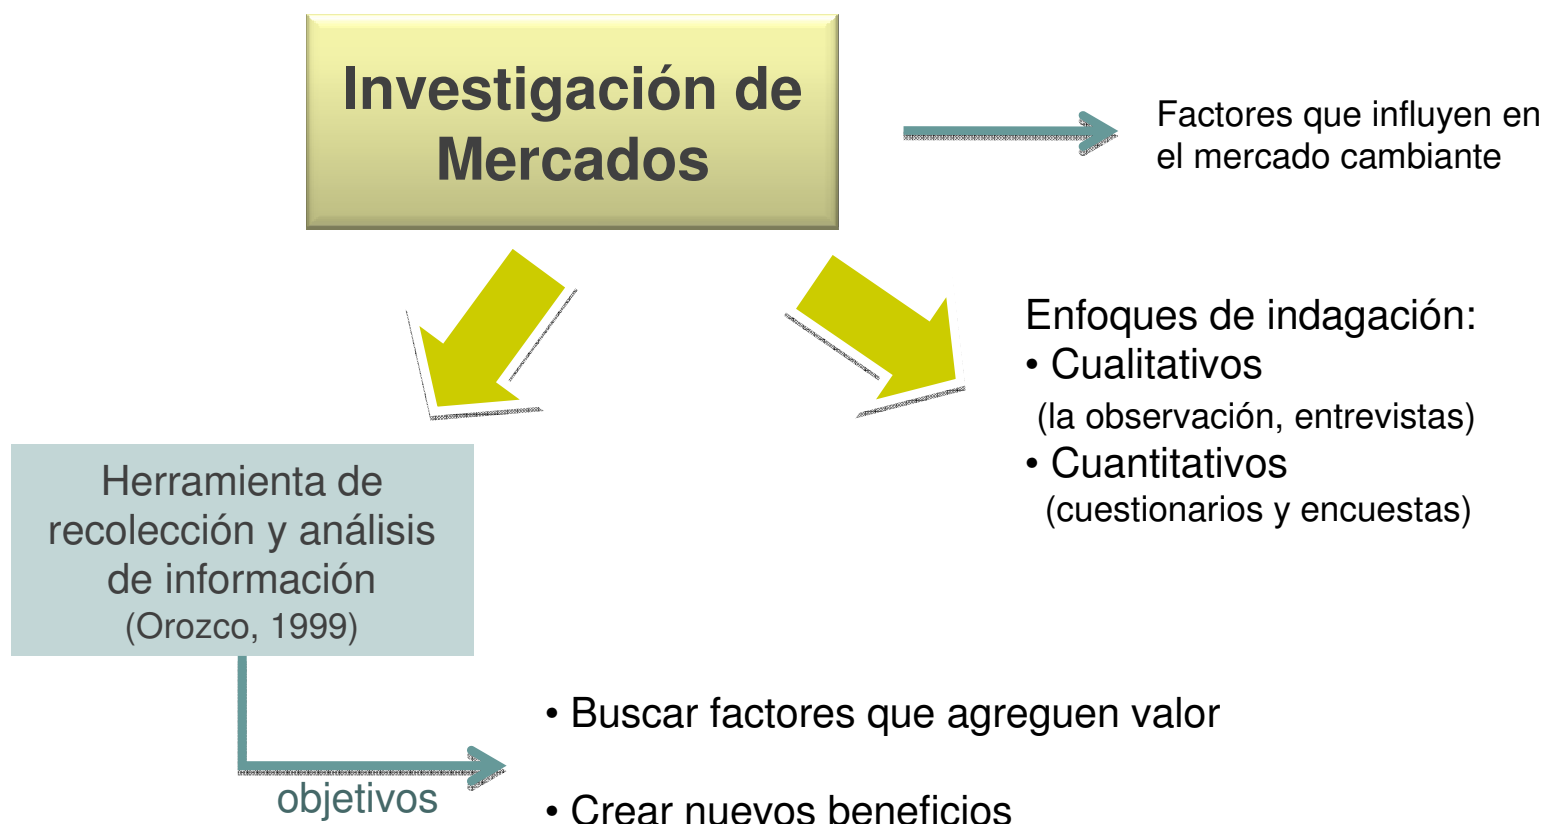 Investigación de
Mercados
Factores que influyen en
el mercado cambiante
Enfoques de indagación:
• Cualitativos
(la observación, entrevistas)
• Cuantitativos
(cuestionarios y encuestas)
Herramienta de
recolección y análisis
de información
(Orozco, 1999)
objetivos
• Buscar factores que agreguen valor
• Crear nuevos beneficios